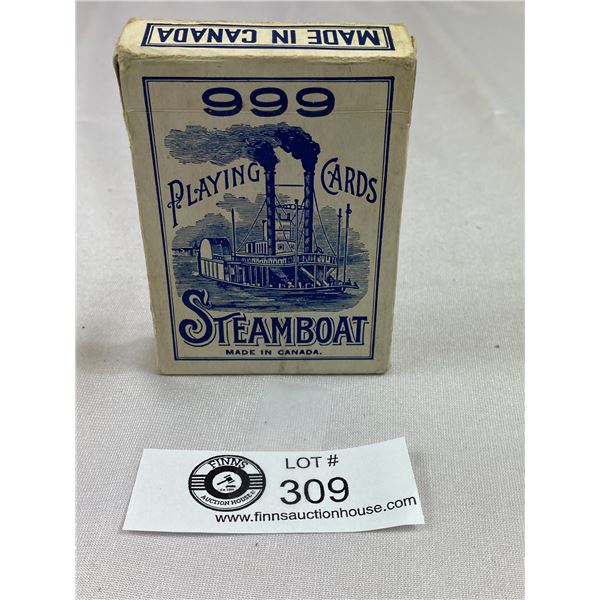 MADE IN CANADA
999
PLAYING CARDS
STEAMBOAT
MADE IN CANADA.
FINNS
AUCTION HOUSE
LOT #
309
www.finnsauctionhouse.com